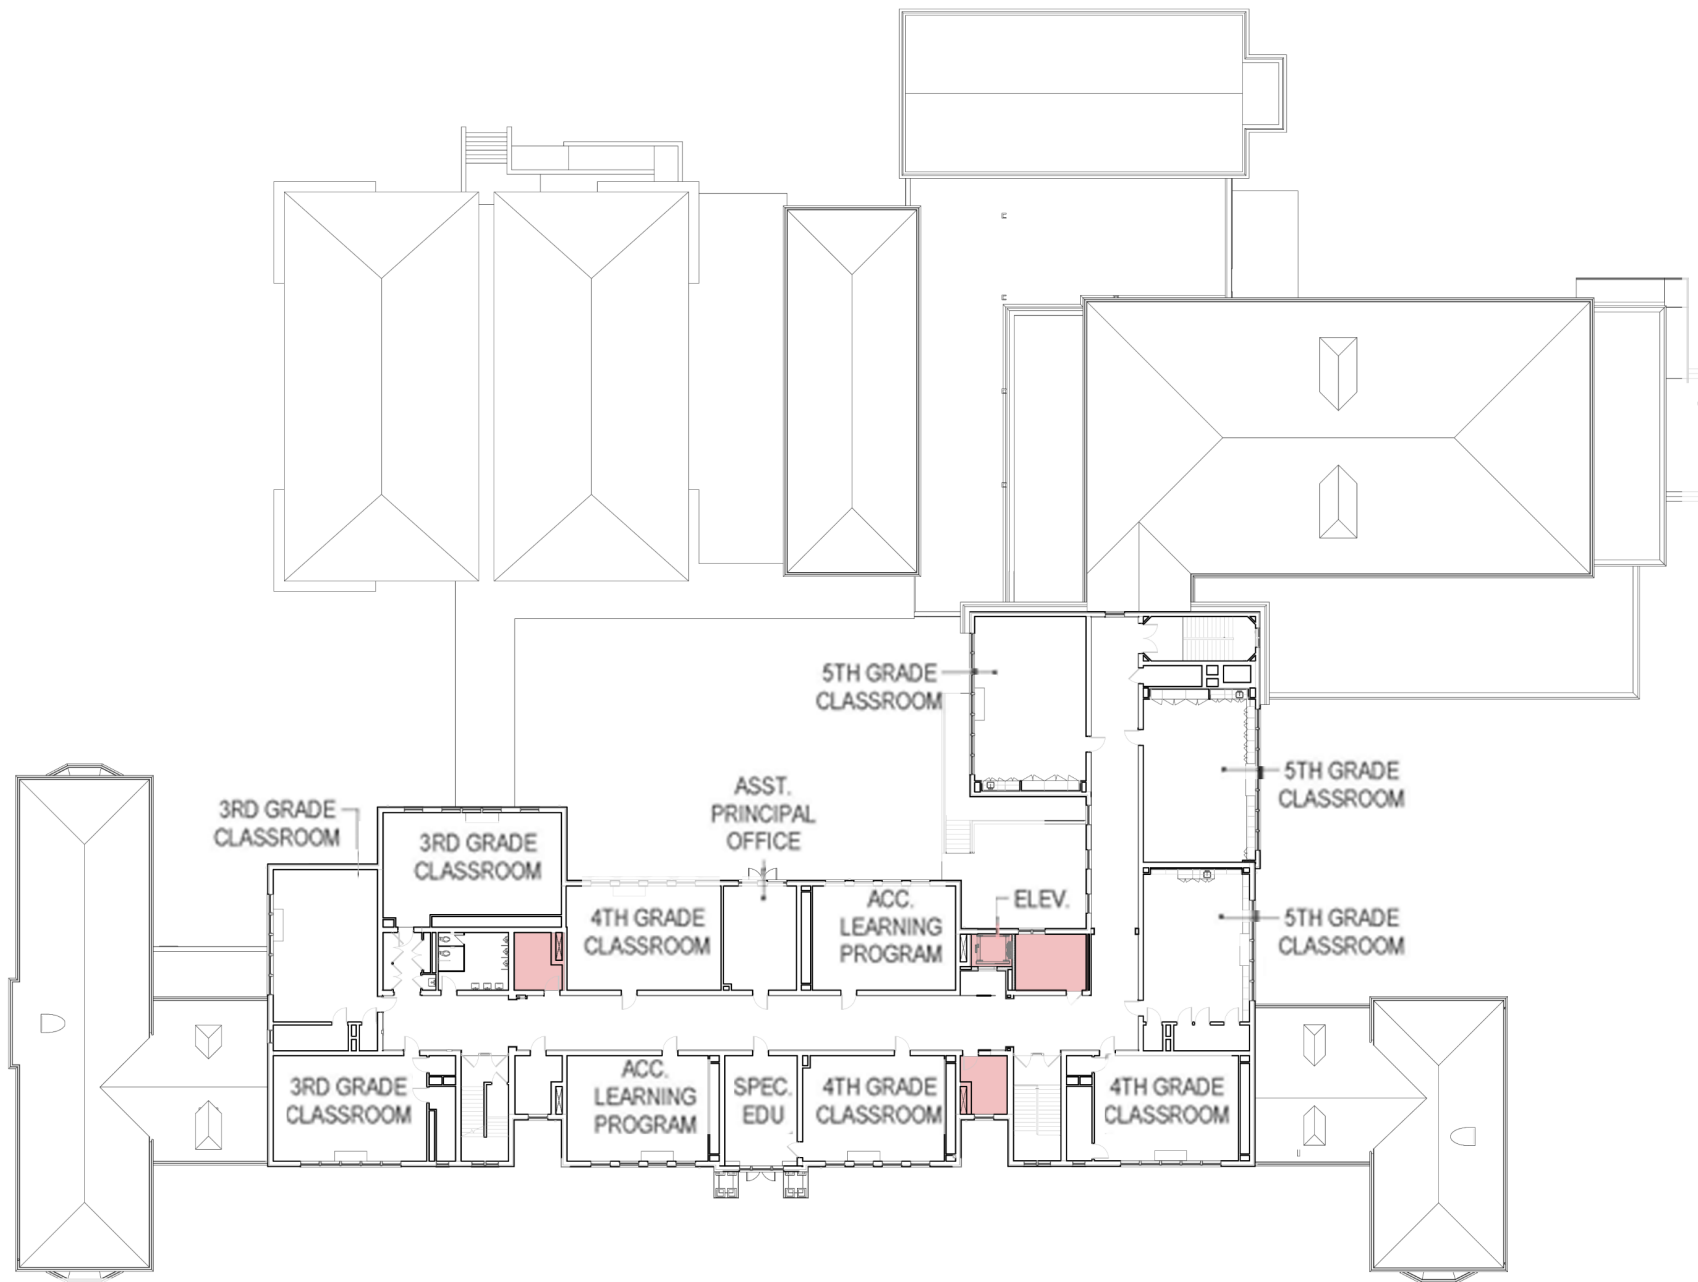 5TH GRADE
CLASSROOM
5TH GRADE
CLASSROOM
ASST.
PRINCIPAL
OFFICE
3RD GRADE
CLASSROOM
3RD GRADE
CLASSROOM
4TH GRADE
CLASSROOM
ACC.
LEARNING
PROGRAM
ELEV.
5TH GRADE
CLASSROOM
3RD GRADE
CLASSROOM
ACC.
LEARNING
PROGRAM
SPEC.
EDU
4TH GRADE
CLASSROOM
4TH GRADE
CLASSROOM